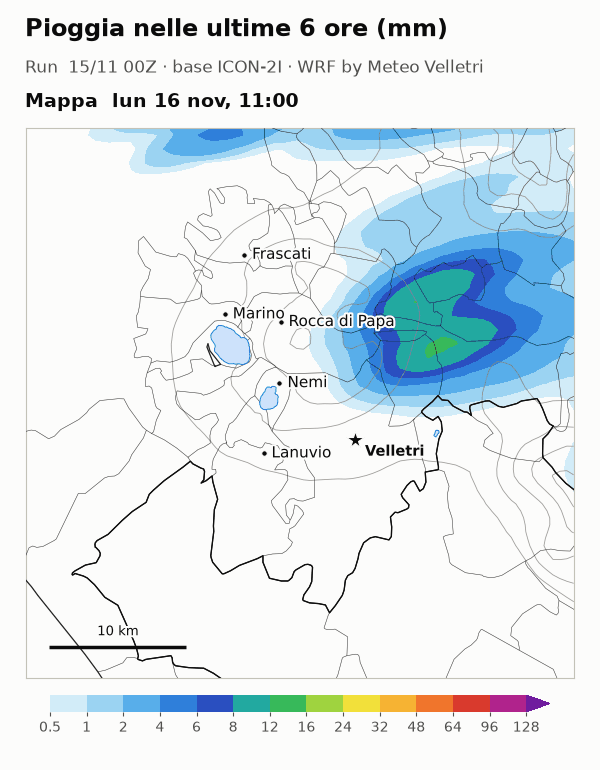 Pioggia nelle ultime 6 ore (mm)
Run  15/11 00Z · base ICON-2I · WRF by Meteo Velletri
Mappa  lun 16 nov, 11:00
Frascati
Marino
Rocca di Papa
Nemi
Velletri
Lanuvio
10 km
0.5 1 2 4 6 8 12 16 24 32 48 64 96 128